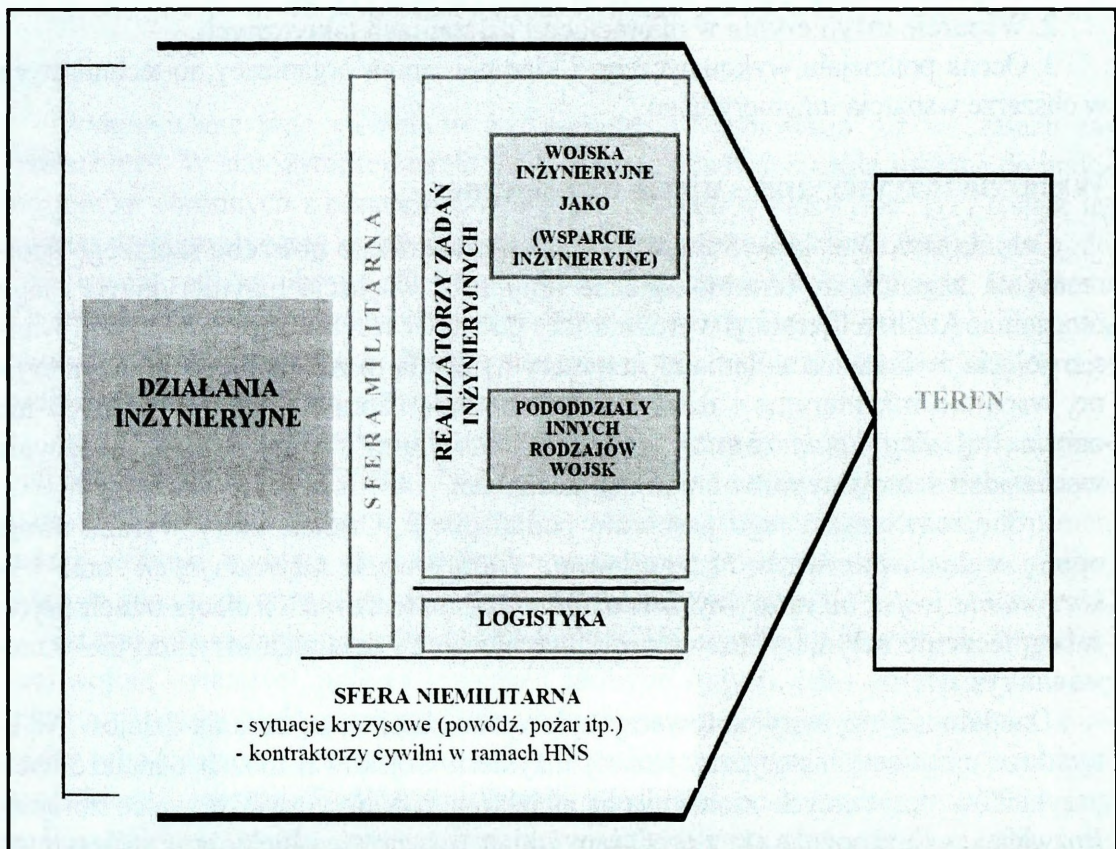 DZIAŁANIA
INŻYNIERYJNE
SFERA MILITARNA
REALIZATORZY ZADAŃ
INŻYNIERYJNYCH
WOJSKA
INŻYNIERYJNE
JAKO
(WSPARCIE
INŻYNIERYJNE)
PODODDZIAŁY
INNYCH
RODZAJÓW
WOJSK
LOGISTYKA
TEREN
SFERA NIEMILITARNA
- sytuacje kryzysowe (powódź, pożar itp.)
- kontraktorzy cywilni w ramach HNS